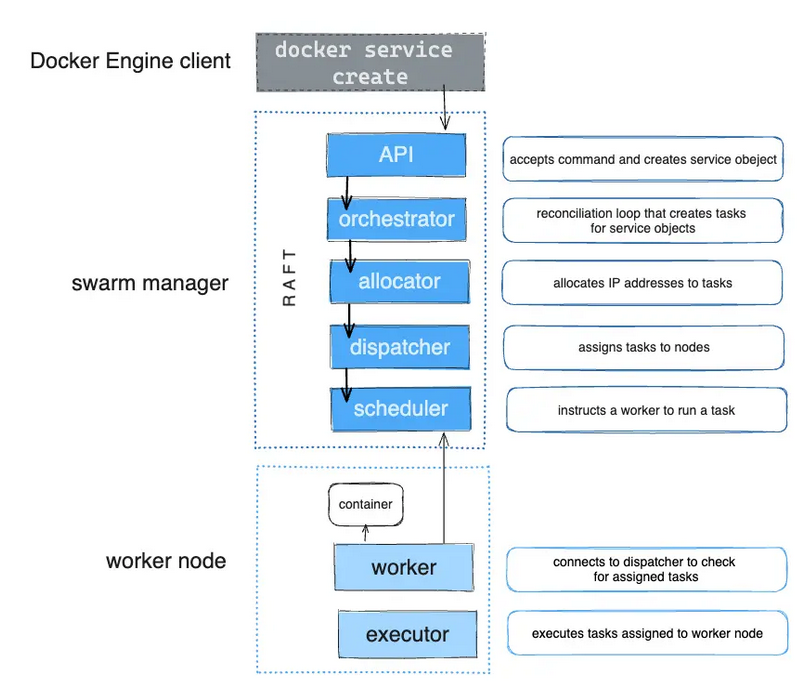 Docker Engine client
docker service
create
API
accepts command and creates service obeject
orchestrator
reconciliation loop that creates tasks
for service objects
swarm manager
RAFT
allocator
allocates IP addresses to tasks
dispatcher
assigns tasks to nodes
scheduler
instructs a worker to run a task
container
worker node
worker
connects to dispatcher to check
for assigned tasks
executor
executes tasks assigned to worker node